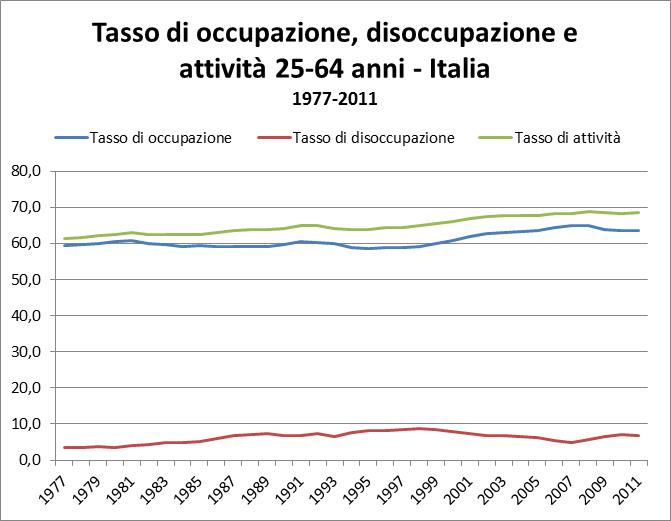 Tasso di occupazione, disoccupazione e
attività 25-64 anni - Italia
1977-2011
Tasso di occupazione Tasso di disoccupazione Tasso di attività
80,0
70,0
60,0
50,0
40,0
30,0
20,0
10,0
0,0
1977 1979 1981 1983 1985 1987 1989 1991 1993 1995 1997 1999 2001 2003 2005 2007 2009 2011